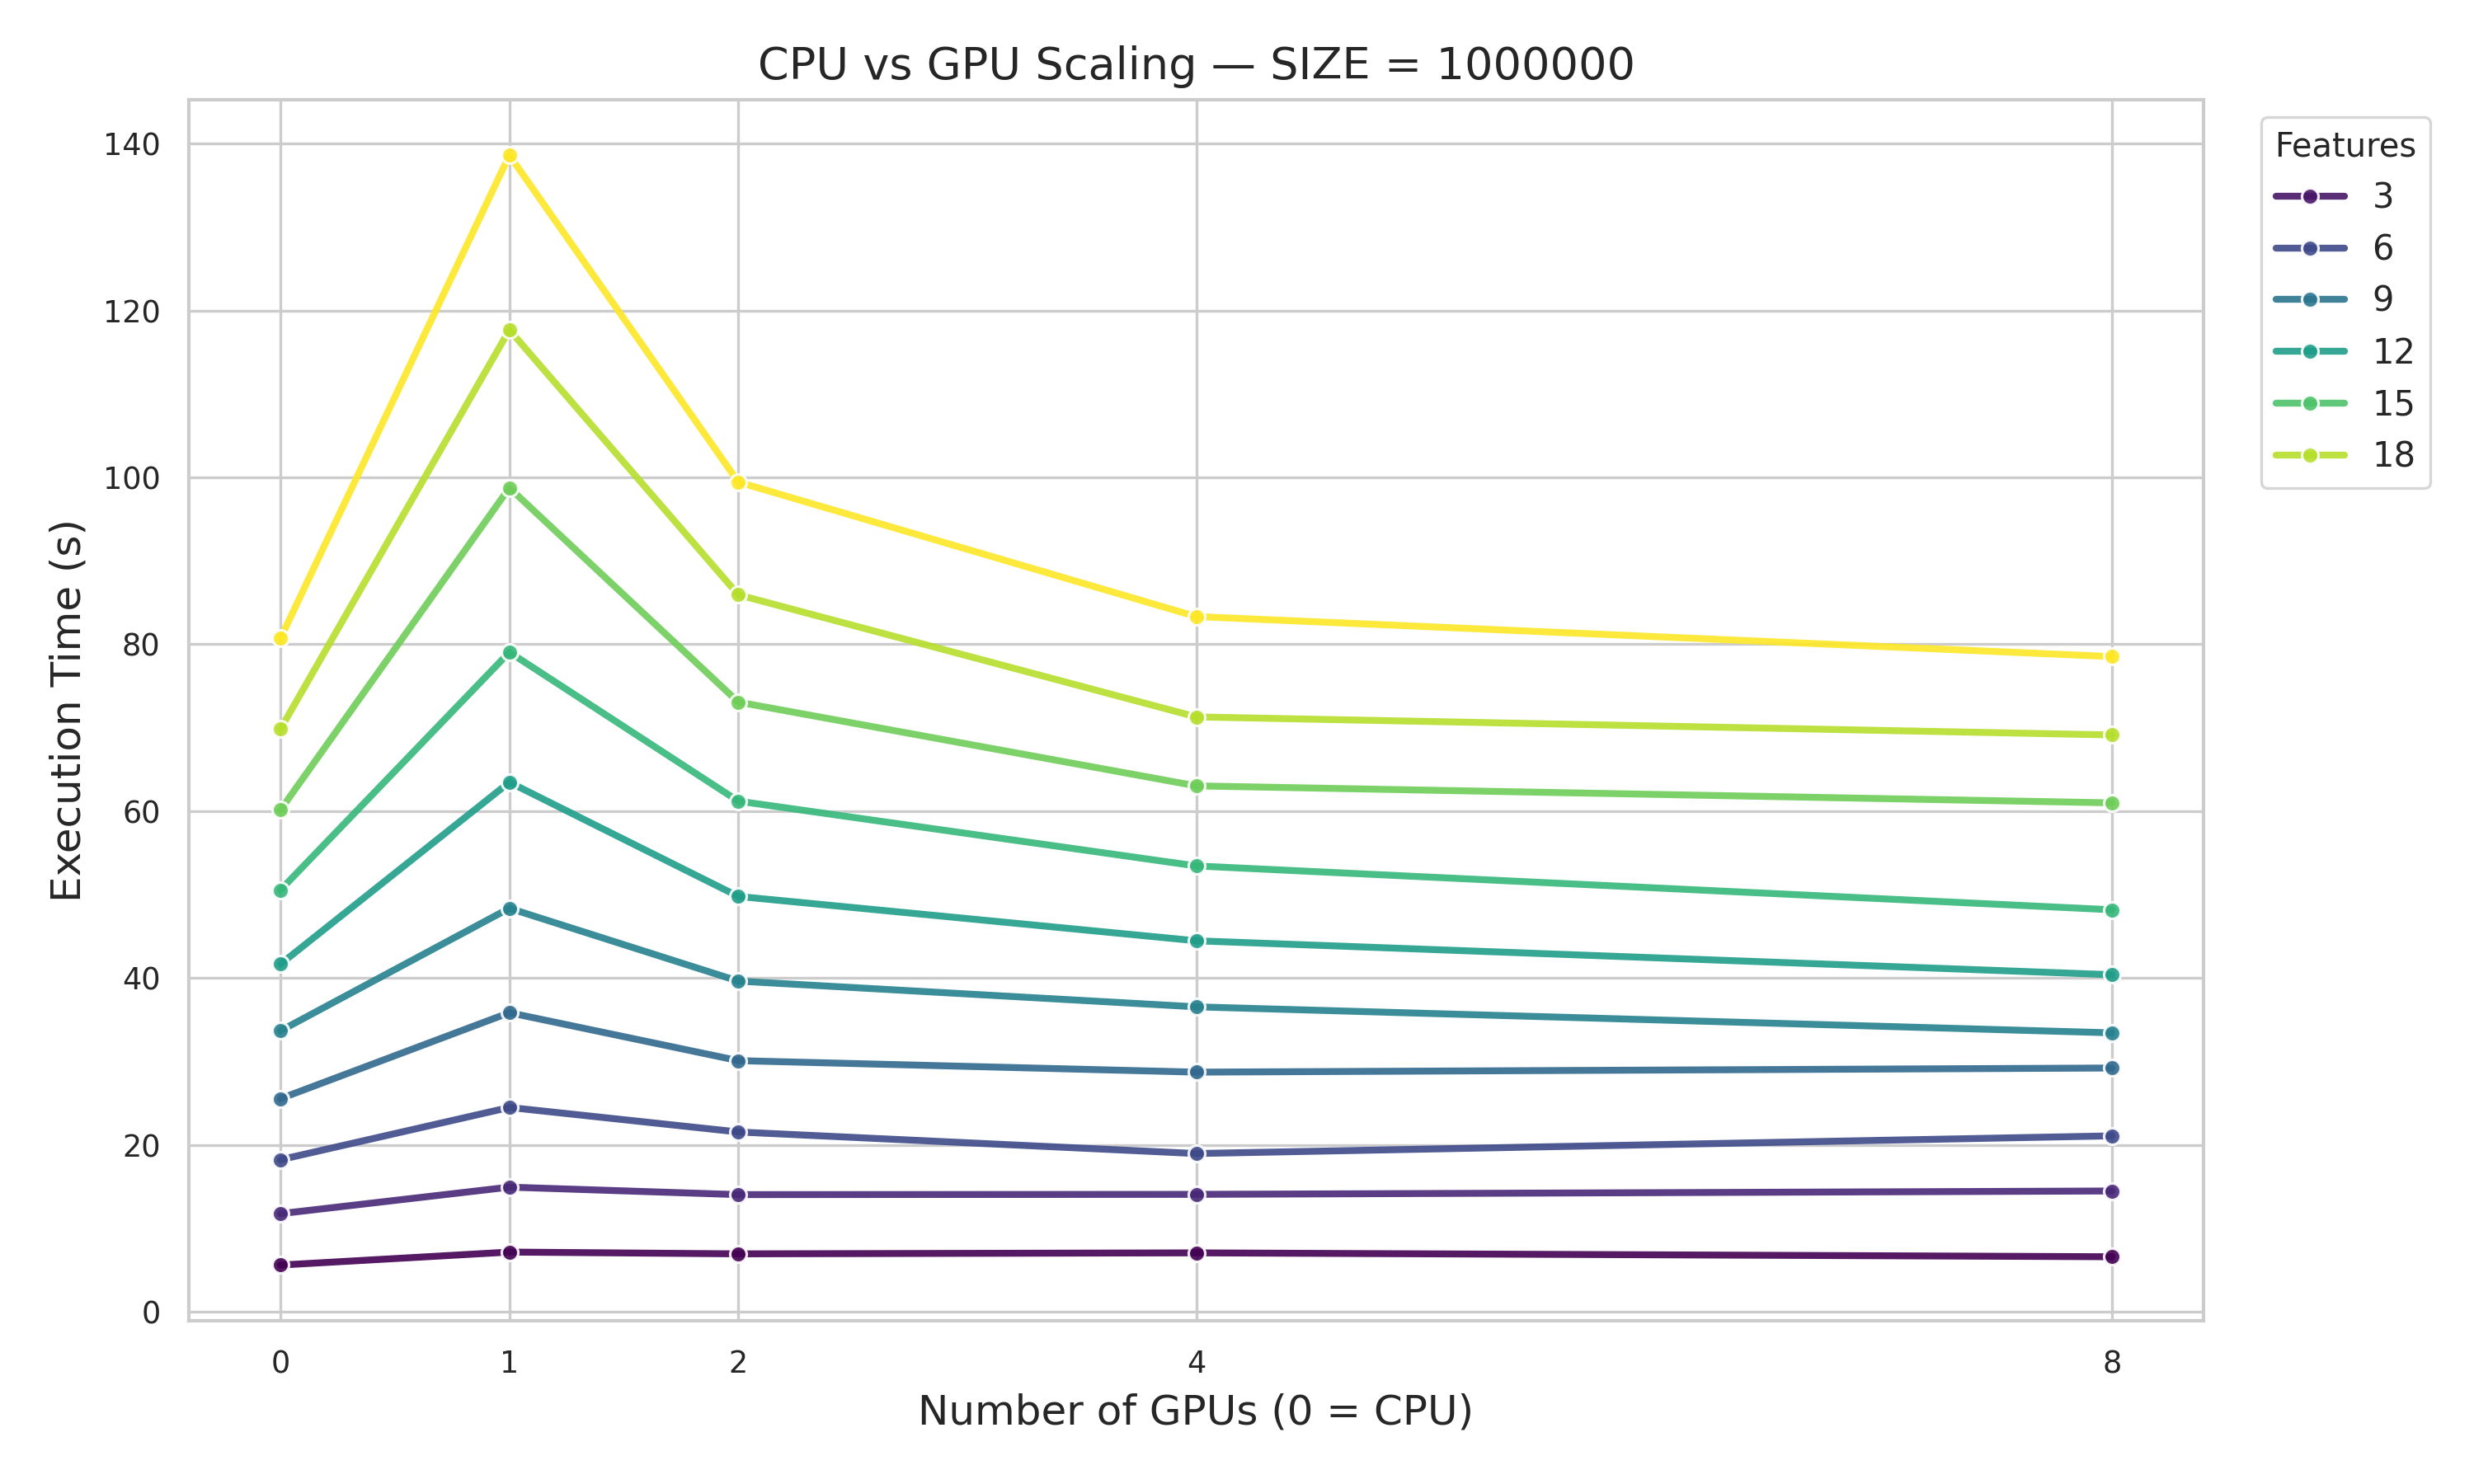 CPU vs GPU Scaling — SIZE = 1000000
140
120
100
80
60
40
20
0
Execution Time (s)
0 1 2 4 8
Number of GPUs (0 = CPU)
Features
3
6
9
12
15
18